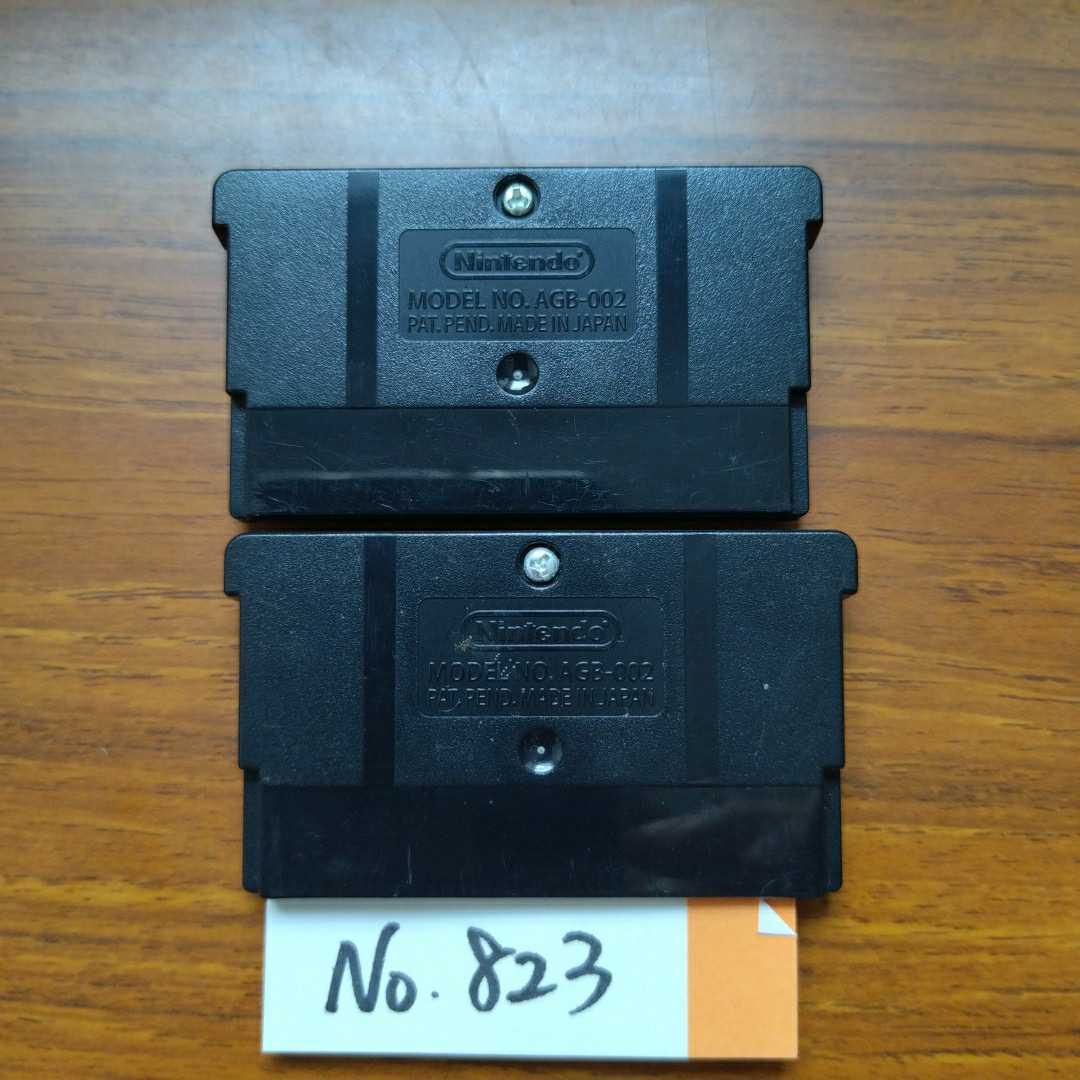 Nintendo
MODEL NO. AGB-002
PAT. PEND. MADE IN JAPAN
Nintendo
MODEL NO. AGB-002
PAT. PEND. MADE IN JAPAN
No. 823